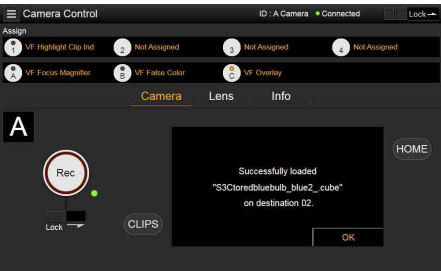 Camera Control
ID : A Camera
Connected
Lock
Assign
1 VF Highlight Clip Ind
2 Not Assigned
3 Not Assigned
4 Not Assigned
A VF Focus Magnifier
B VF False Color
C VF Overlay
Camera Lens Info
A
HOME
Rec
Successfully loaded
"S3Ctoredbluebulb_blue2_.cube"
on destination 02.
Lock
CLIPS
OK